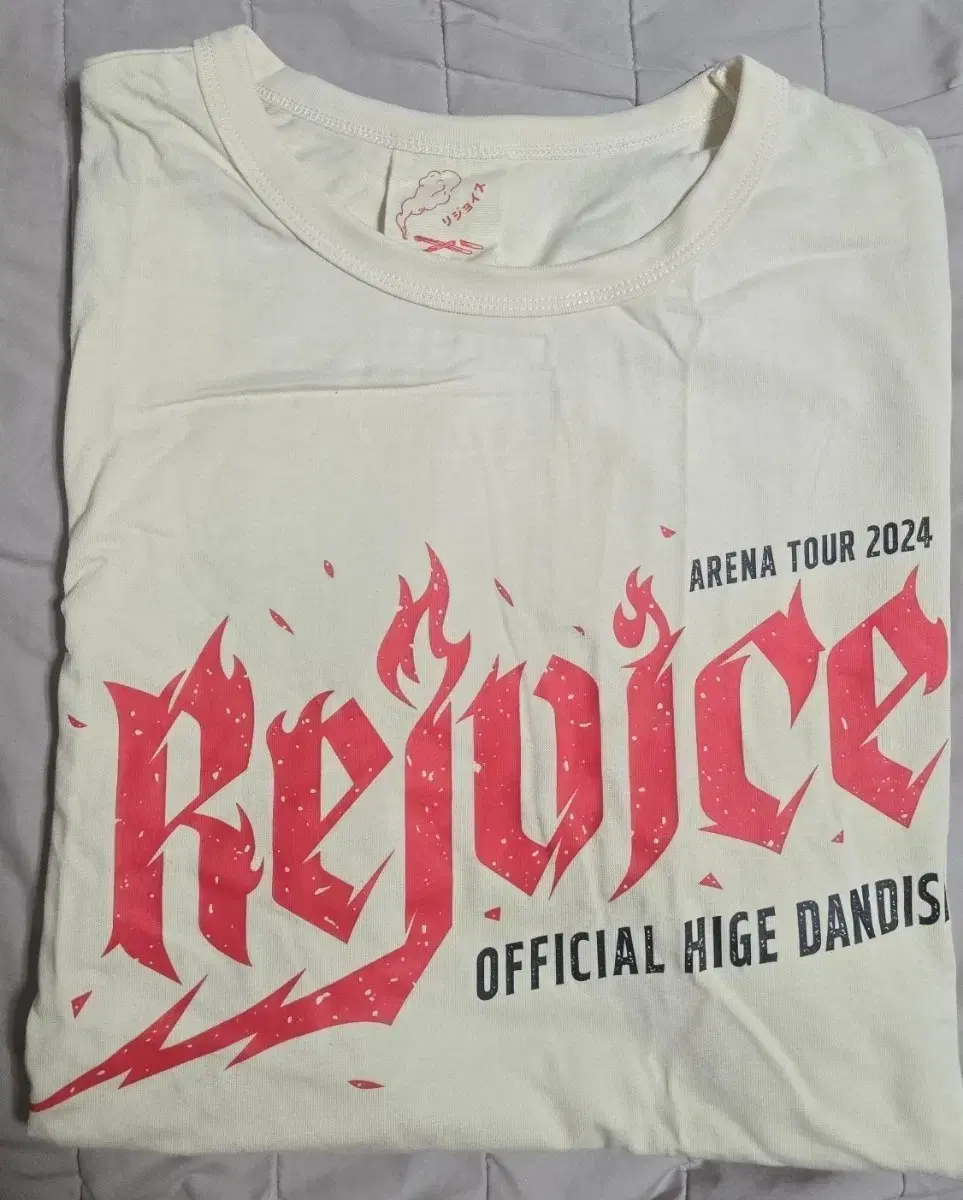 リジョイス
ARENA TOUR 2024
Rejoice
OFFICIAL HIGE DANDIS